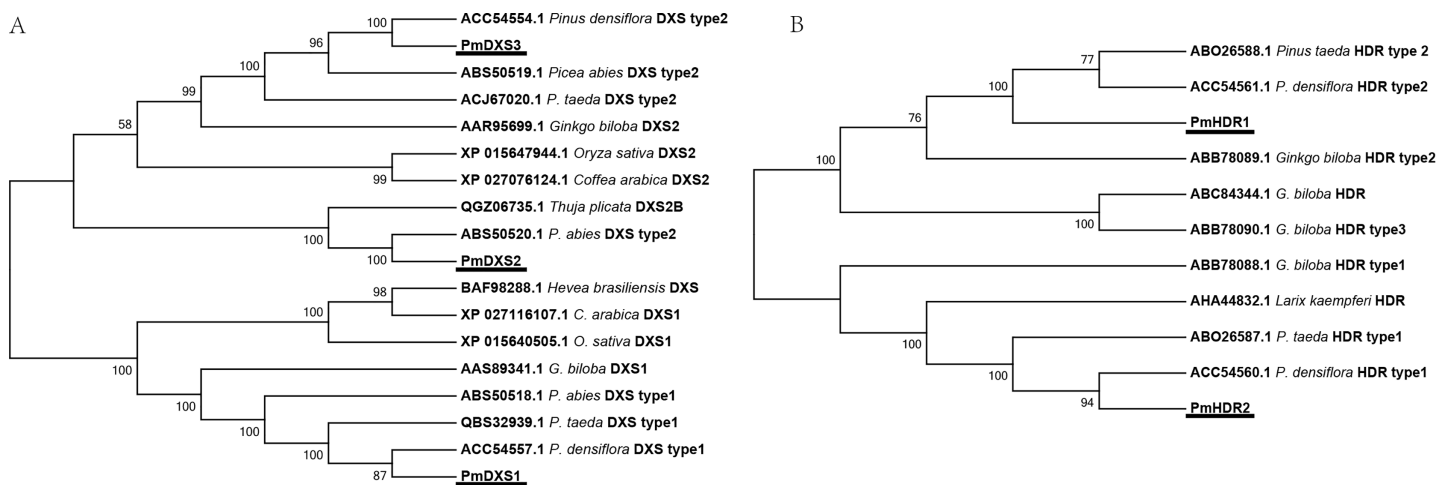 A
100
ACC54554.1 Pinus densiflora DXS type2
96
PmDXS3
100
ABS50519.1 Picea abies DXS type2
99
ACJ67020.1 P. taeda DXS type2
58
AAR95699.1 Ginkgo biloba DXS2
XP 015647944.1 Oryza sativa DXS2
99
XP 027076124.1 Coffea arabica DXS2
QGZ06735.1 Thuja plicata DXS2B
100
ABS50520.1 P. abies DXS type2
100
PmDXS2
BAF98288.1 Hevea brasiliensis DXS
98
100
XP 027116107.1 C. arabica DXS1
XP 015640505.1 O. sativa DXS1
100
AAS89341.1 G. biloba DXS1
100
ABS50518.1 P. abies DXS type1
100
QBS32939.1 P. taeda DXS type1
100
ACC54557.1 P. densiflora DXS type1
87
PmDXS1
B
ABO26588.1 Pinus taeda HDR type 2
77
100
ACC54561.1 P. densiflora HDR type2
76
PmHDR1
100
ABB78089.1 Ginkgo biloba HDR type2
ABC84344.1 G. biloba HDR
100
ABB78090.1 G. biloba HDR type3
ABB78088.1 G. biloba HDR type1
AHA44832.1 Larix kaempferi HDR
100
ABO26587.1 P. taeda HDR type1
100
ACC54560.1 P. densiflora HDR type1
94
PmHDR2